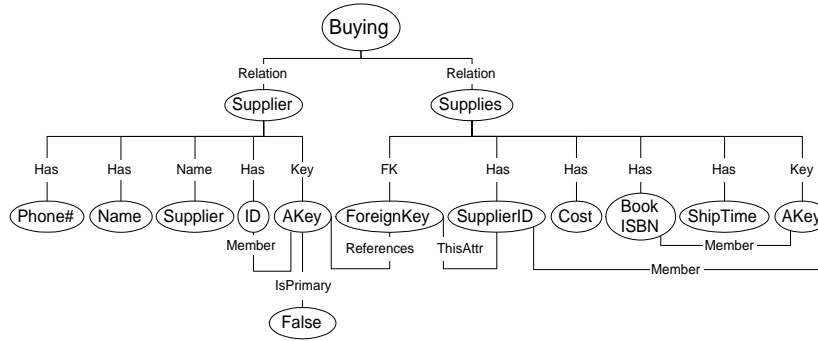 Buying
Relation Relation
Supplier Supplies
Has Has Name Has Key FK Has Has Has Has Key
Phone# Name Supplier ID AKey ForeignKey SupplierID Cost Book ISBN ShipTime AKey
Member References ThisAttr Member
Member
IsPrimary
False